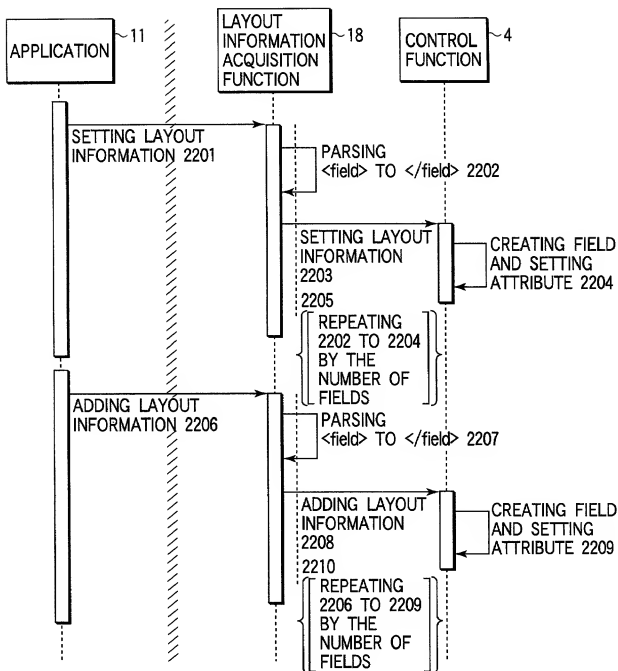 APPLICATION
11
LAYOUT
INFORMATION
ACQUISITION
FUNCTION
18
CONTROL
FUNCTION
4
SETTING LAYOUT
INFORMATION 2201
PARSING
<field> TO </field> 2202
SETTING LAYOUT
INFORMATION
2203
CREATING FIELD
AND SETTING
ATTRIBUTE 2204
2205
REPEATING
2202 TO 2204
BY THE
NUMBER OF
FIELDS
ADDING LAYOUT
INFORMATION 2206
PARSING
<field> TO </field> 2207
ADDING LAYOUT
INFORMATION
2208
CREATING FIELD
AND SETTING
ATTRIBUTE 2209
2210
REPEATING
2206 TO 2209
BY THE
NUMBER OF
FIELDS